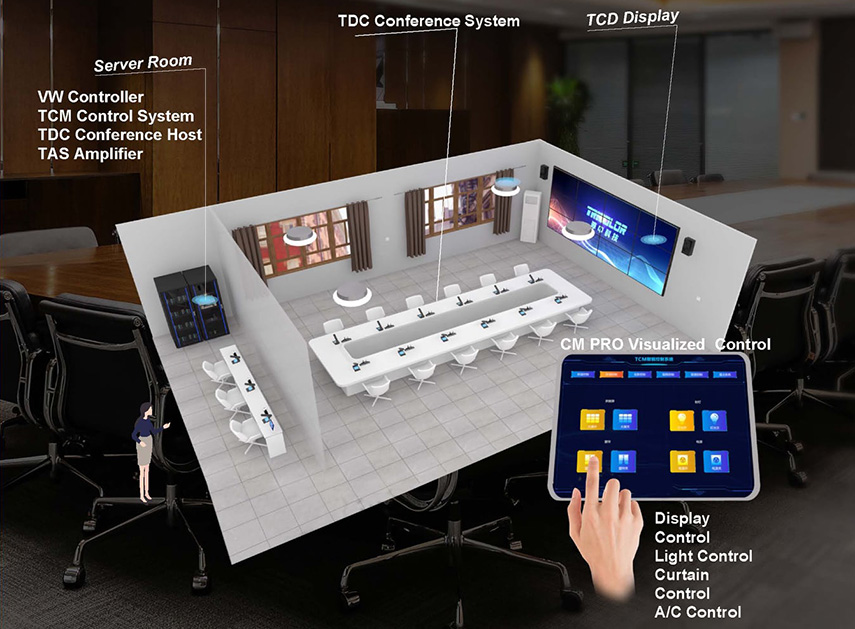 TDC Conference System
TCD Display
Server Room
VW Controller
TCM Control System
TDC Conference Host
TAS Amplifier
CM PRO Visualized Control
Display
Control
Light Control
Curtain
Control
A/C Control